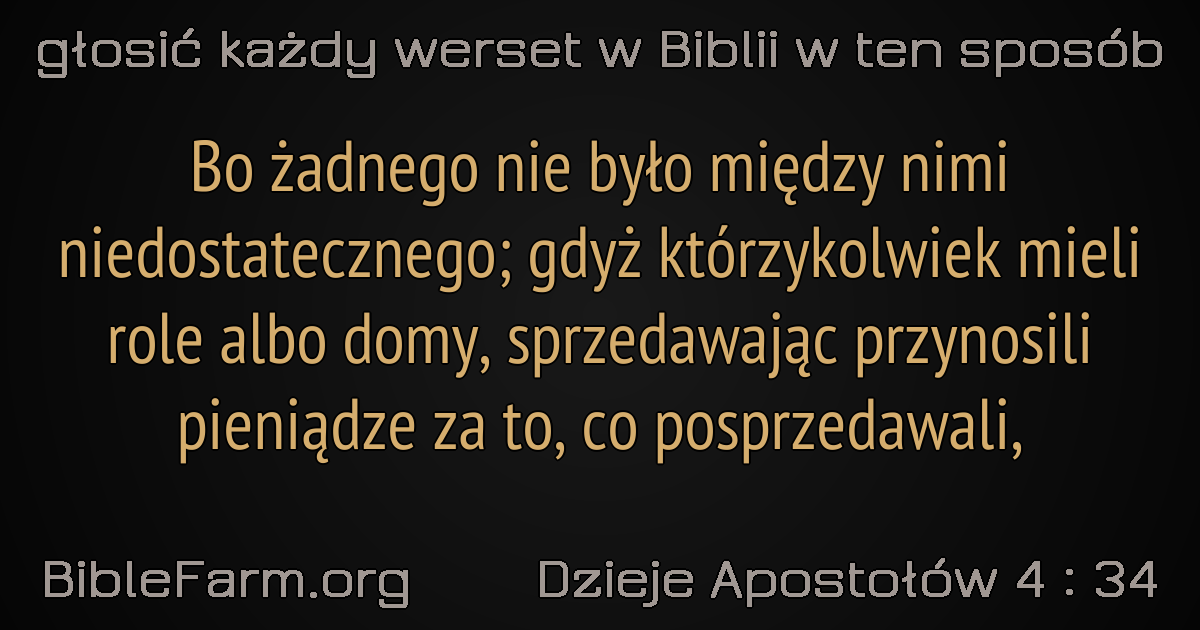 głosić każdy werset w Biblii w ten sposób
Bo żadnego nie było między nimi
niedostatecznego; gdyż którzykolwiek mieli
role albo domy, sprzedawając przynosili
pieniądze za to, co posprzedawali,
BibleFarm.org
Dzieje Apostołów 4 : 34